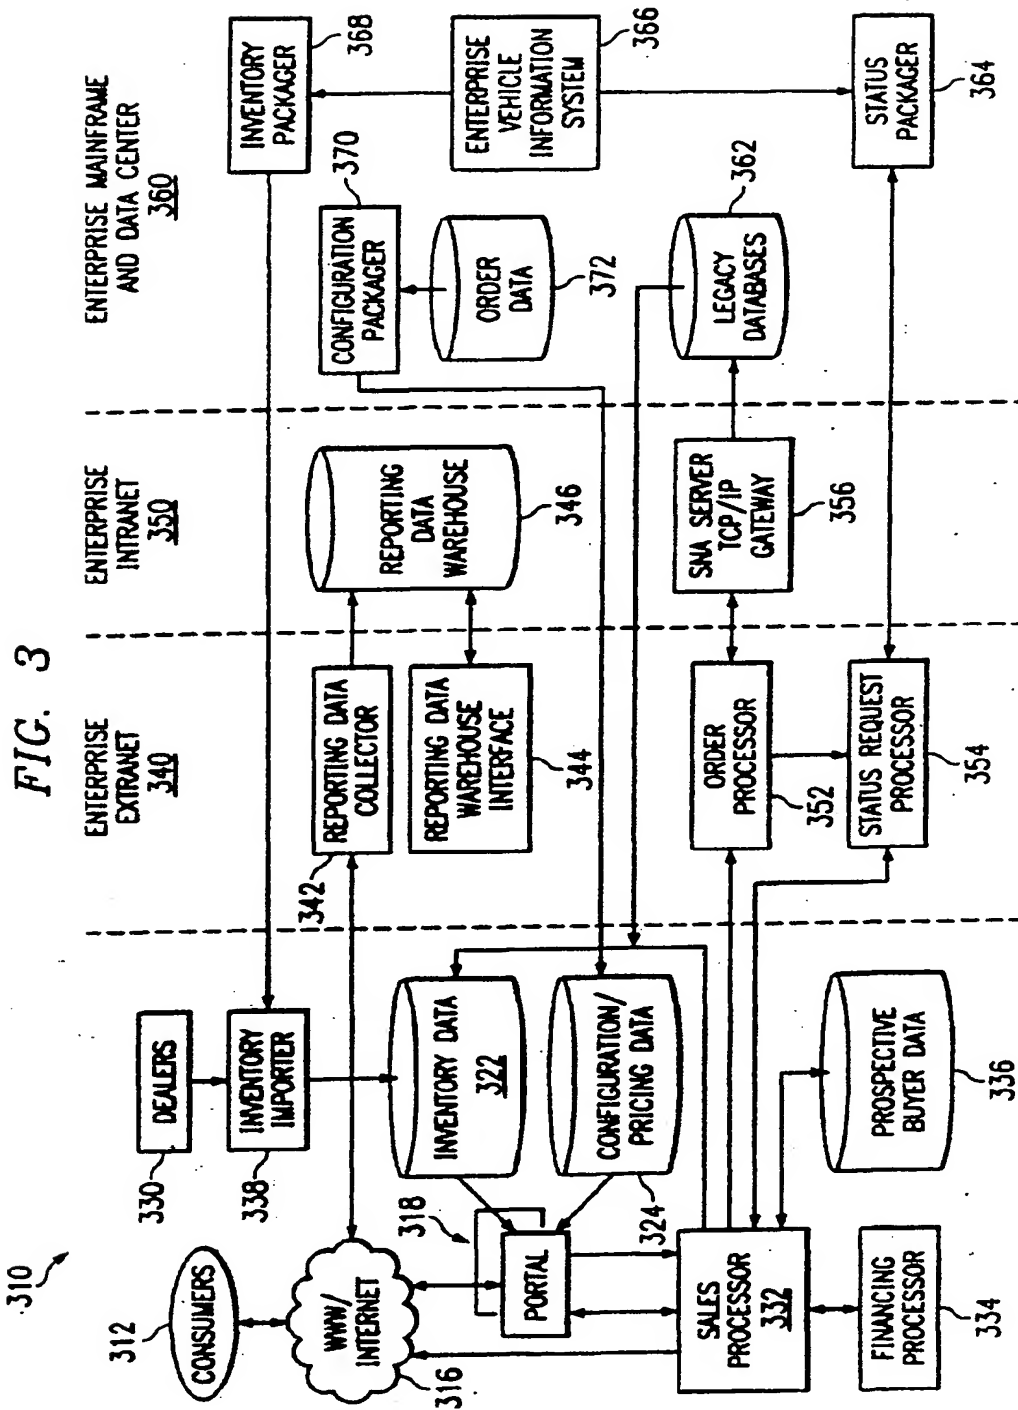 FIG. 3
310
CONSUMERS
312
WWW/
INTERNET
316
DEALERS
330
INVENTORY
IMPORTER
338
INVENTORY DATA
322
CONFIGURATION/
PRICING DATA
324
PORTAL
318
SALES
PROCESSOR
332
FINANCING
PROCESSOR
334
PROSPECTIVE
BUYER DATA
336
ENTERPRISE
EXTRANET
340
REPORTING DATA
COLLECTOR
342
REPORTING DATA
WAREHOUSE
INTERFACE
344
ORDER
PROCESSOR
352
STATUS REQUEST
PROCESSOR
354
ENTERPRISE
INTRANET
350
REPORTING
DATA
WAREHOUSE
346
SNA SERVER
TCP/IP
GATEWAY
356
ENTERPRISE MAINFRAME
AND DATA CENTER
360
INVENTORY
PACKAGER
368
CONFIGURATION
PACKAGER
370
ORDER
DATA
372
ENTERPRISE
VEHICLE
INFORMATION
SYSTEM
366
LEGACY
DATABASES
362
STATUS
PACKAGER
364